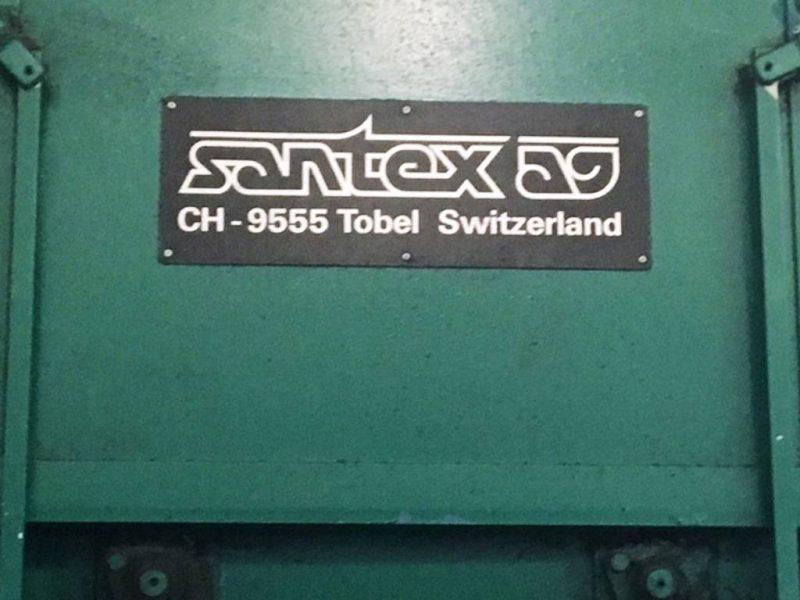 santex ag
CH-9555 Tobel Switzerland